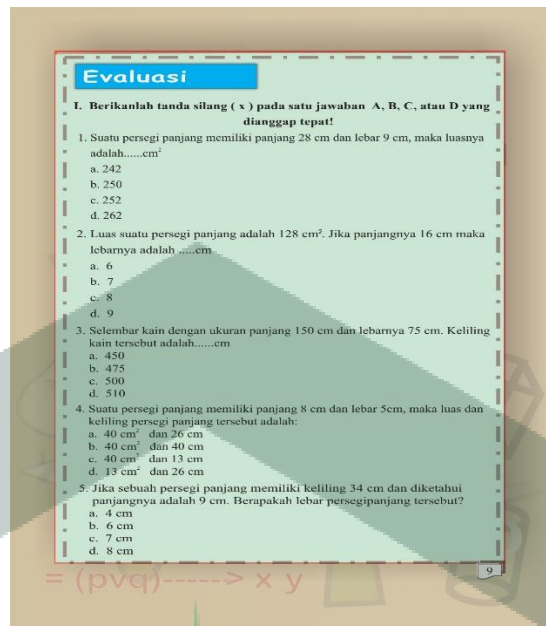 Evaluasi
I. Berikanlah tanda silang ( x ) pada satu jawaban A, B, C, atau D yang
dianggap tepat!
1. Suatu persegi panjang memiliki panjang 28 cm dan lebar 9 cm, maka luasnya
adalah......cm²
a. 242
b. 250
c. 252
d. 262
2. Luas suatu persegi panjang adalah 128 cm². Jika panjangnya 16 cm maka
lebarnya adalah ......cm
a. 6
b. 7
c. 8
d. 9
3. Selembar kain dengan ukuran panjang 150 cm dan lebarnya 75 cm. Keliling
kain tersebut adalah......cm
a. 450
b. 475
c. 500
d. 510
4. Suatu persegi panjang memiliki panjang 8 cm dan lebar 5cm, maka luas dan
keliling persegi panjang tersebut adalah:
a. 40 cm² dan 26 cm
b. 40 cm² dan 40 cm
c. 40 cm² dan 13 cm
d. 13 cm² dan 26 cm
5. Jika sebuah persegi panjang memiliki keliling 34 cm dan diketahui
panjangnya adalah 9 cm. Berapakah lebar persegipanjang tersebut?
a. 4 cm
b. 6 cm
c. 7 cm
d. 8 cm
9
= (pvq)------> x y